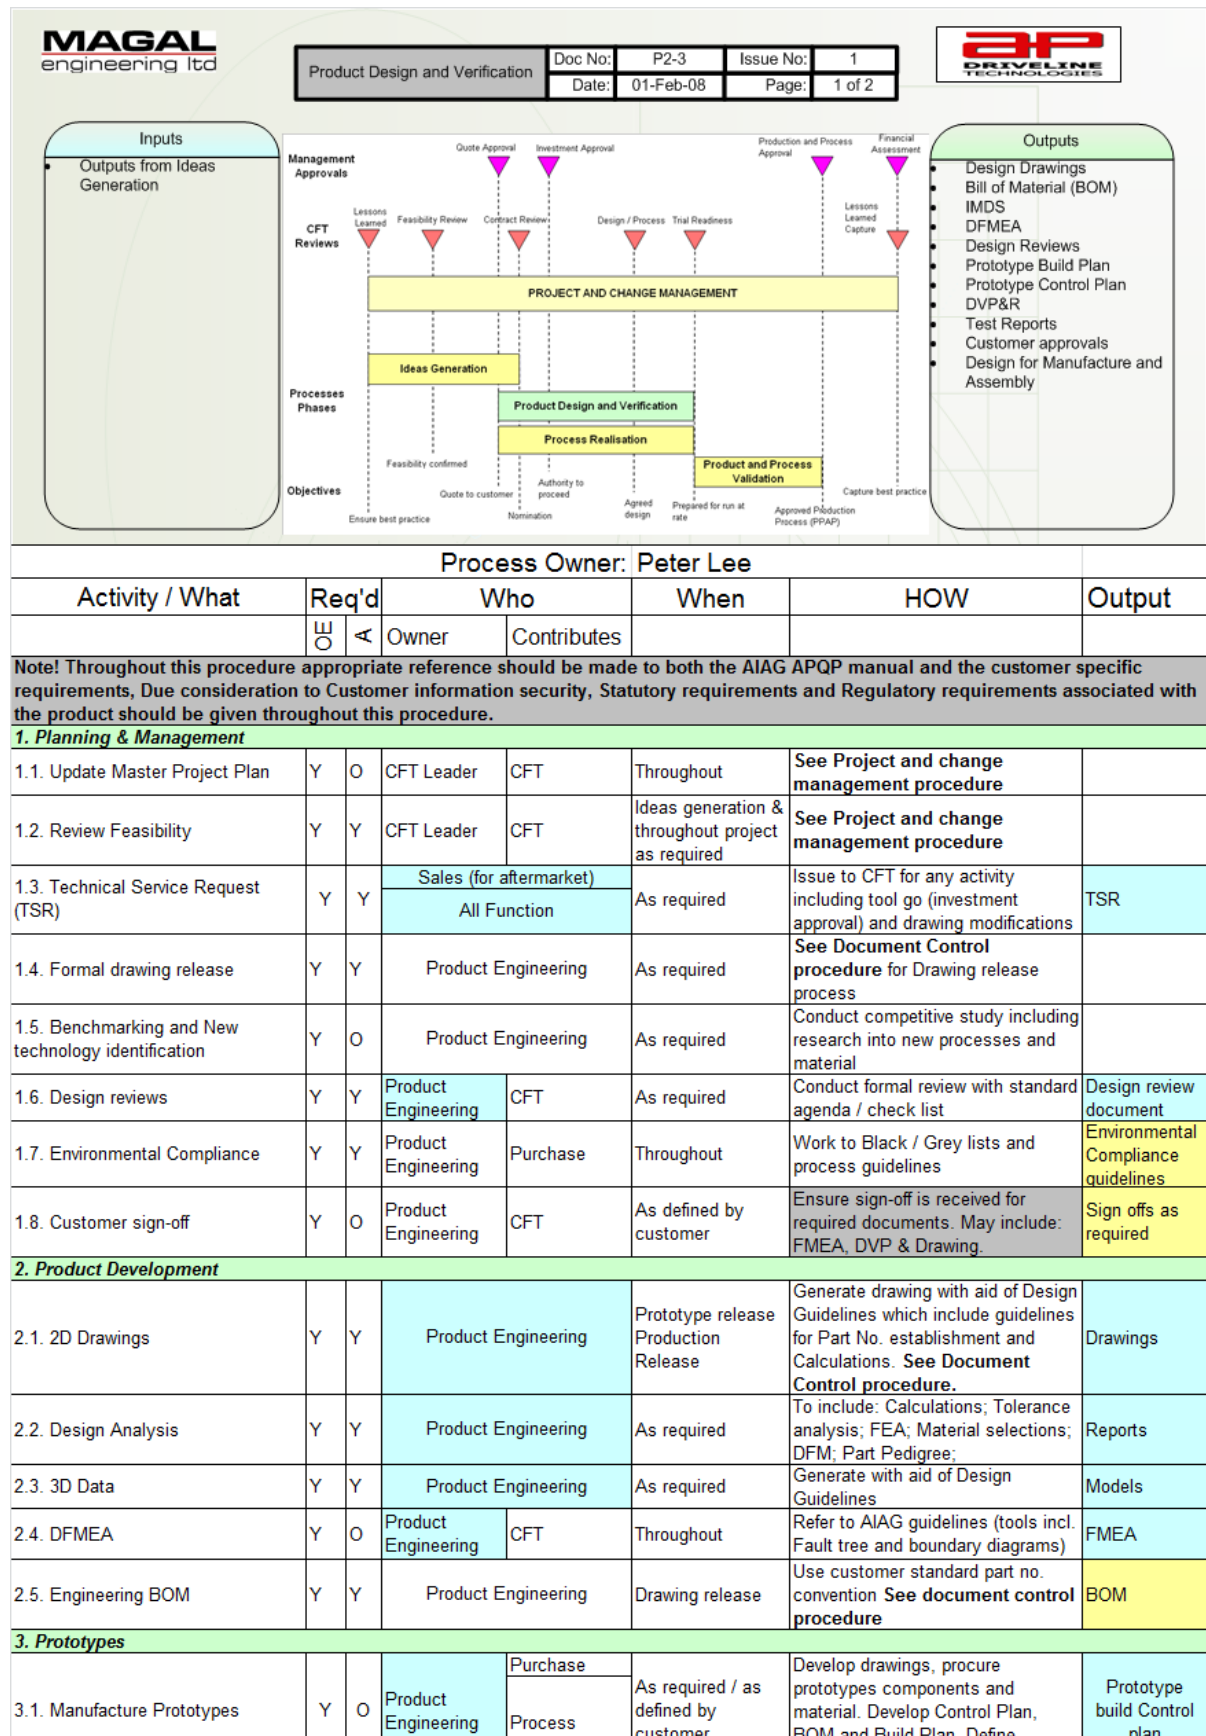 MAGAL
engineering ltd
Product Design and Verification
Doc No: P2-3 Issue No: 1
Date: 01-Feb-08 Page: 1 of 2
ap
DRIVELINE
TECHNOLOGIES
Inputs
Outputs from Ideas
Generation
Management
Approvals
Quote Approval
Investment Approval
Production and Process
Approval
Financial
Assessment
CFT
Reviews
Lessons
Learned
Feasibility Review
Contract Review
Design / Process
Trial Readiness
Lessons
Learned
Capture
PROJECT AND CHANGE MANAGEMENT
Ideas Generation
Processes
Phases
Product Design and Verification
Process Realisation
Product and Process
Validation
Objectives
Ensure best practice
Feasibility confirmed
Quote to customer
Nomination
Authority to
proceed
Agreed
design
Prepared for run at
rate
Approved Production
Process (PPAP)
Capture best practice
Outputs
Design Drawings
Bill of Material (BOM)
IMDS
DFMEA
Design Reviews
Prototype Build Plan
Prototype Control Plan
DVP&R
Test Reports
Customer approvals
Design for Manufacture and
Assembly
Process Owner: Peter Lee
Activity / What Req'd Who When HOW Output
OE A Owner Contributes
Note! Throughout this procedure appropriate reference should be made to both the AIAG APQP manual and the customer specific
requirements, Due consideration to Customer information security, Statutory requirements and Regulatory requirements associated with
the product should be given throughout this procedure.
1. Planning & Management
1.1. Update Master Project Plan Y O CFT Leader CFT Throughout
See Project and change
management procedure
1.2. Review Feasibility Y Y CFT Leader CFT
Ideas generation &
throughout project
as required
See Project and change
management procedure
1.3. Technical Service Request
(TSR)
Y Y
Sales (for aftermarket)
All Function
As required
Issue to CFT for any activity
including tool go (investment
approval) and drawing modifications
TSR
1.4. Formal drawing release Y Y Product Engineering As required
See Document Control
procedure for Drawing release
process
1.5. Benchmarking and New
technology identification
Y O Product Engineering As required
Conduct competitive study including
research into new processes and
material
1.6. Design reviews Y Y
Product
Engineering
CFT As required
Conduct formal review with standard
agenda / check list
Design review
document
1.7. Environmental Compliance Y Y
Product
Engineering
Purchase Throughout
Work to Black / Grey lists and
process guidelines
Environmental
Compliance
guidelines
1.8. Customer sign-off Y O
Product
Engineering
CFT
As defined by
customer
Ensure sign-off is received for
required documents. May include:
FMEA, DVP & Drawing.
Sign offs as
required
2. Product Development
2.1. 2D Drawings Y Y Product Engineering
Prototype release
Production
Release
Generate drawing with aid of Design
Guidelines which include guidelines
for Part No. establishment and
Calculations. See Document
Control procedure.
Drawings
2.2. Design Analysis Y Y Product Engineering As required
To include: Calculations; Tolerance
analysis; FEA; Material selections;
DFM; Part Pedigree;
Reports
2.3. 3D Data Y Y Product Engineering As required
Generate with aid of Design
Guidelines
Models
2.4. DFMEA Y O
Product
Engineering
CFT Throughout
Refer to AIAG guidelines (tools incl.
Fault tree and boundary diagrams)
FMEA
2.5. Engineering BOM Y Y Product Engineering Drawing release
Use customer standard part no.
convention See document control
procedure
BOM
3. Prototypes
3.1. Manufacture Prototypes Y O
Product
Engineering
Purchase
Process
As required / as
defined by
customer
Develop drawings, procure
prototypes components and
material. Develop Control Plan,
BOM and Build Plan. Define
Prototype
build Control
plan